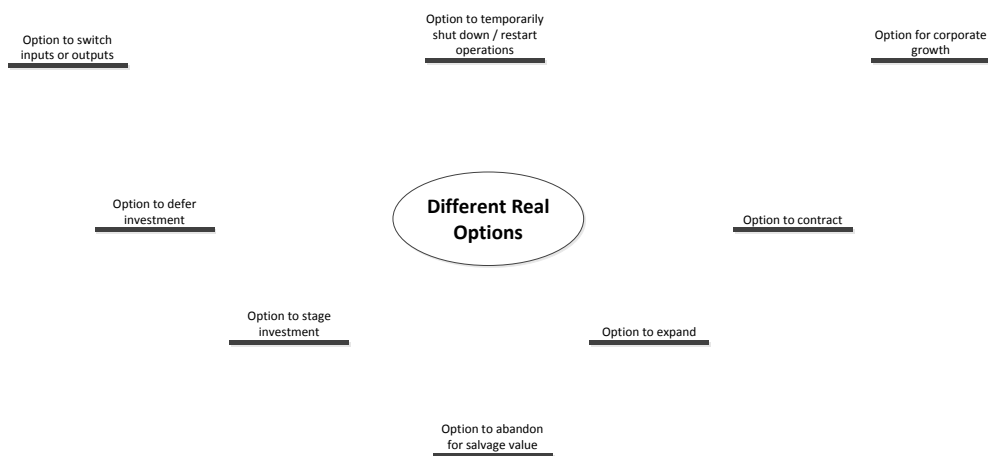 Option to temporarily
shut down / restart
operations
Option to switch
inputs or outputs
Option for corporate
growth
Option to defer
investment
Different Real
Options
Option to contract
Option to stage
investment
Option to expand
Option to abandon
for salvage value